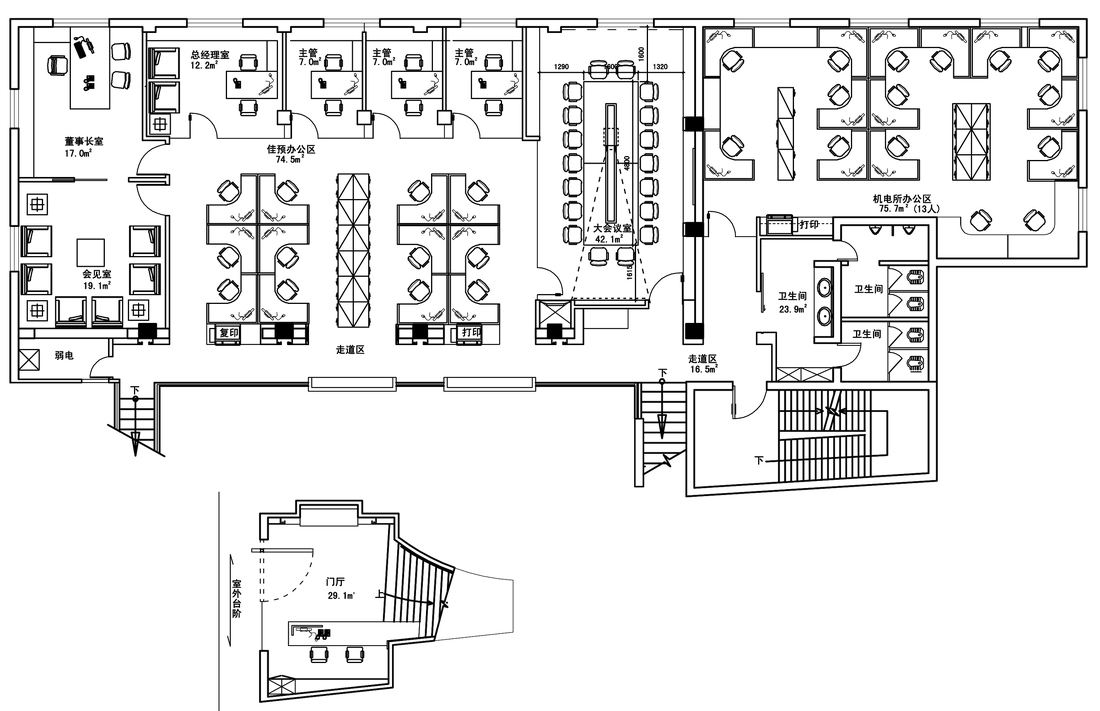 总经理室
12.2㎡
主管
7.0㎡
主管
7.0㎡
主管
7.0㎡
1290
1320
1600
董事长室
17.0㎡
佳预办公区
74.5㎡
4800
机电所办公区
75.7㎡ (13人)
大会议室
42.1㎡
打印
会见室
19.1㎡
卫生间
23.9㎡
卫生间
复印
打印
卫生间
弱电
走道区
走道区
16.5㎡
下
下
下
室外台阶
门厅
29.1㎡
上